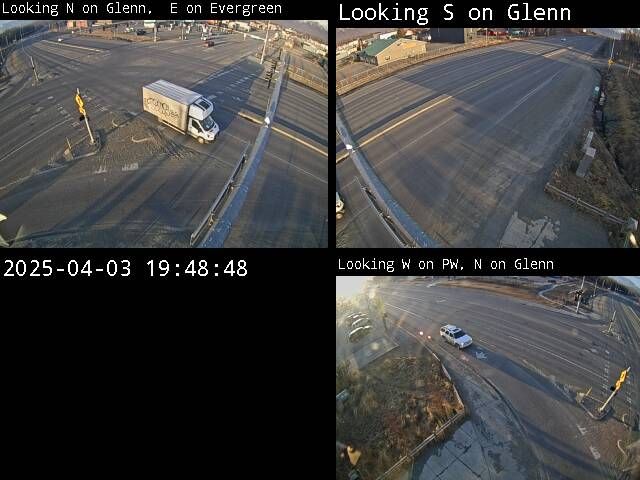 Looking N on Glenn, E on Evergreen
Looking S on Glenn
2025-04-03 19:48:48
Looking W on PW, N on Glenn